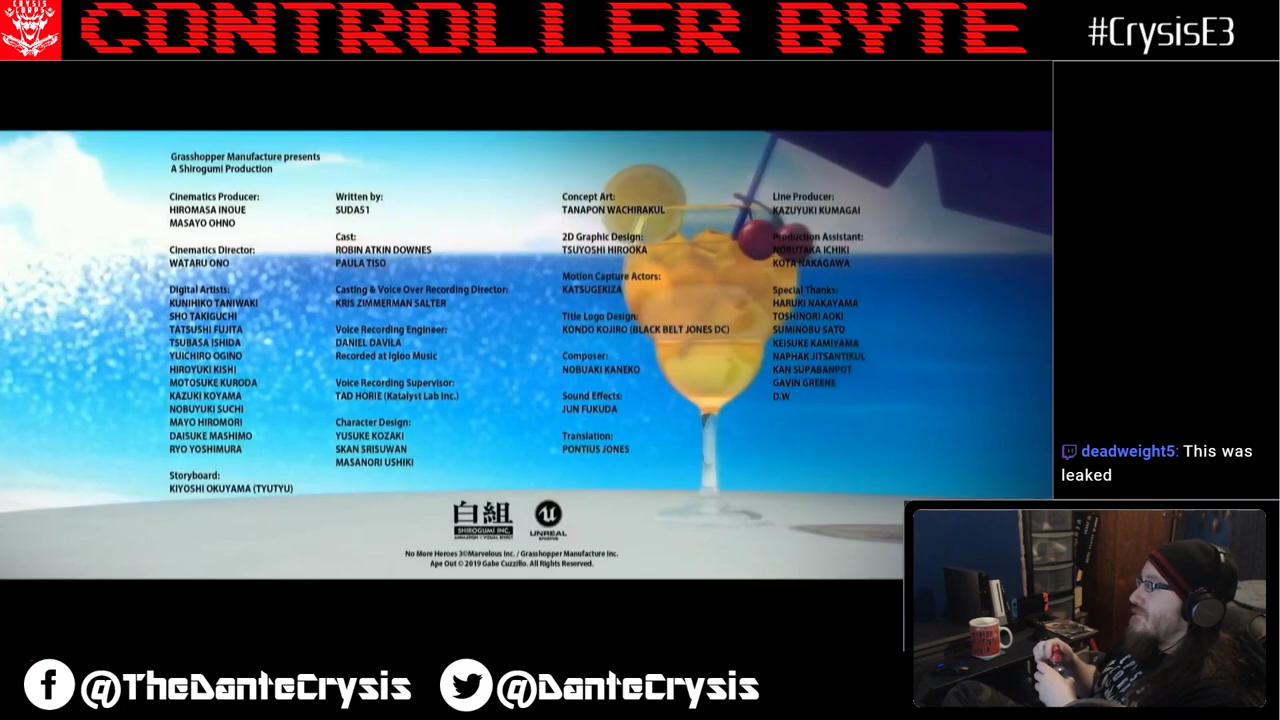 CRYSIS CORPS
CONTROLLER BYTE
#CrysisE3
Grasshopper Manufacture presents
A Shirogumi Production
Cinematics Producer:
HIROMASA INOUE
MASAYO OHNO
Cinematics Director:
WATARU ONO
Digital Artists:
KUNIHIKO TANIWAKI
SHO TAKIGUCHI
TATSUSHI FUJITA
TSUBASA ISHIDA
YUICHIRO OGINO
HIROYUKI KISHI
MOTOSUKE KURODA
KAZUKI KOYAMA
NOBUYUKI SUCHI
MAYO HIROMORI
DAISUKE MASHIMO
RYO YOSHIMURA
Storyboard:
KIYOSHI OKUYAMA (TYUTYU)
Written by:
SUDA51
Cast:
ROBIN ATKIN DOWNES
PAULA TISO
Casting & Voice Over Recording Director:
KRIS ZIMMERMAN SALTER
Voice Recording Engineer:
DANIEL DAVILA
Recorded at Igloo Music
Voice Recording Supervisor:
TAD HORIE (Katalyst Lab Inc.)
Character Design:
YUSUKE KOZAKI
SKAN SRISUWAN
MASANORI USHIKI
Concept Art:
TANAPON WACHIRAKUL
2D Graphic Design:
TSUYOSHI HIROOKA
Motion Capture Actors:
KATSUGEKIZA
Title Logo Design:
KONDO KOJIRO (BLACK BELT JONES DC)
Composer:
NOBUAKI KANEKO
Sound Effects:
JUN FUKUDA
Translation:
PONTIUS JONES
Line Producer:
KAZUYUKI KUMAGAI
Production Assistant:
NOBUTAKA ICHIKI
KOTA NAKAGAWA
Special Thanks:
HARUKI NAKAYAMA
TOSHINORI AOKI
SUMINOBU SATO
KEISUKE KAMIYAMA
NAPHAK JITSANTIKUL
KAN SUPABANPOT
GAVIN GREENE
D.W
白組
SHIROGUMI INC.
ANIMATION / VISUAL EFFECT
UNREAL
ENGINE
No More Heroes 3©Marvelous Inc. / Grasshopper Manufacture Inc.
Ape Out © 2019 Gabe Cuzzillo. All Rights Reserved.
deadweight5: This was
leaked
@TheDanteCrysis
@DanteCrysis